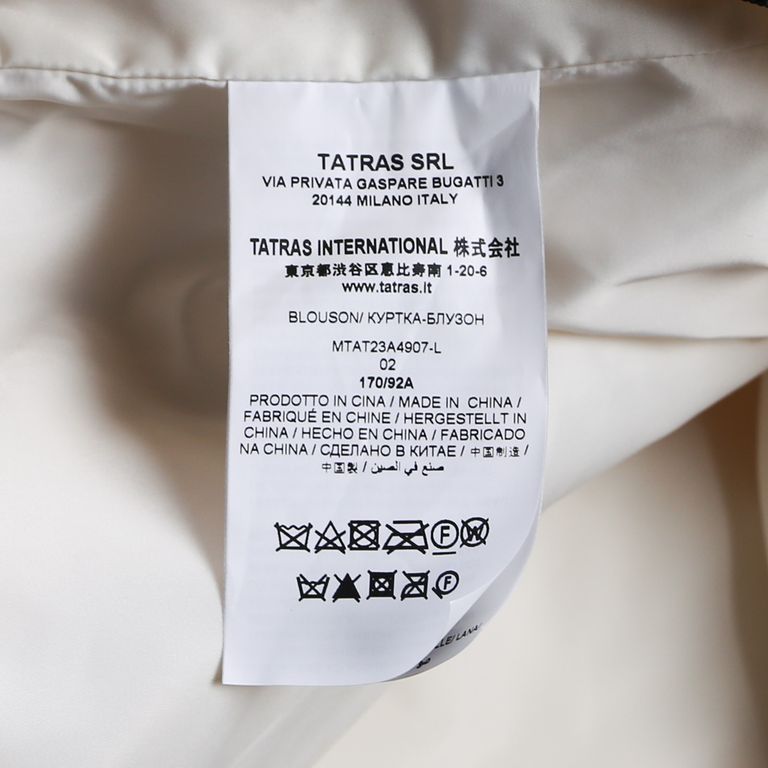 TATRAS SRL
VIA PRIVATA GASPARE BUGATTI 3
20144 MILANO ITALY
TATRAS INTERNATIONAL 株式会社
東京都渋谷区恵比寿南 1-20-6
www.tatras.it
BLOUSON/ КУРТКА-БЛУЗОН
MTAT23A4907-L
02
170/92A
PRODOTTO IN CINA / MADE IN CHINA /
FABRIQUÉ EN CHINE / HERGESTELLT IN
CHINA / HECHO EN CHINA / FABRICADO
NA CHINA / СДЕЛАНО В КИТАЕ / 中国制造 /
中国製 / صنع في الصين
F W
F